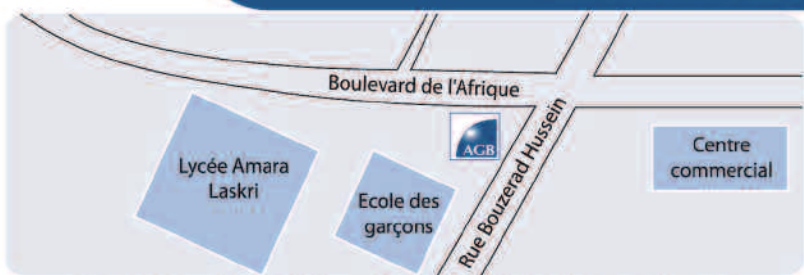 Boulevard de l'Afrique
AGB
Rue Bouzerad Hussein
Centre
commercial
Lycée Amara
Laskri
Ecole des
garçons